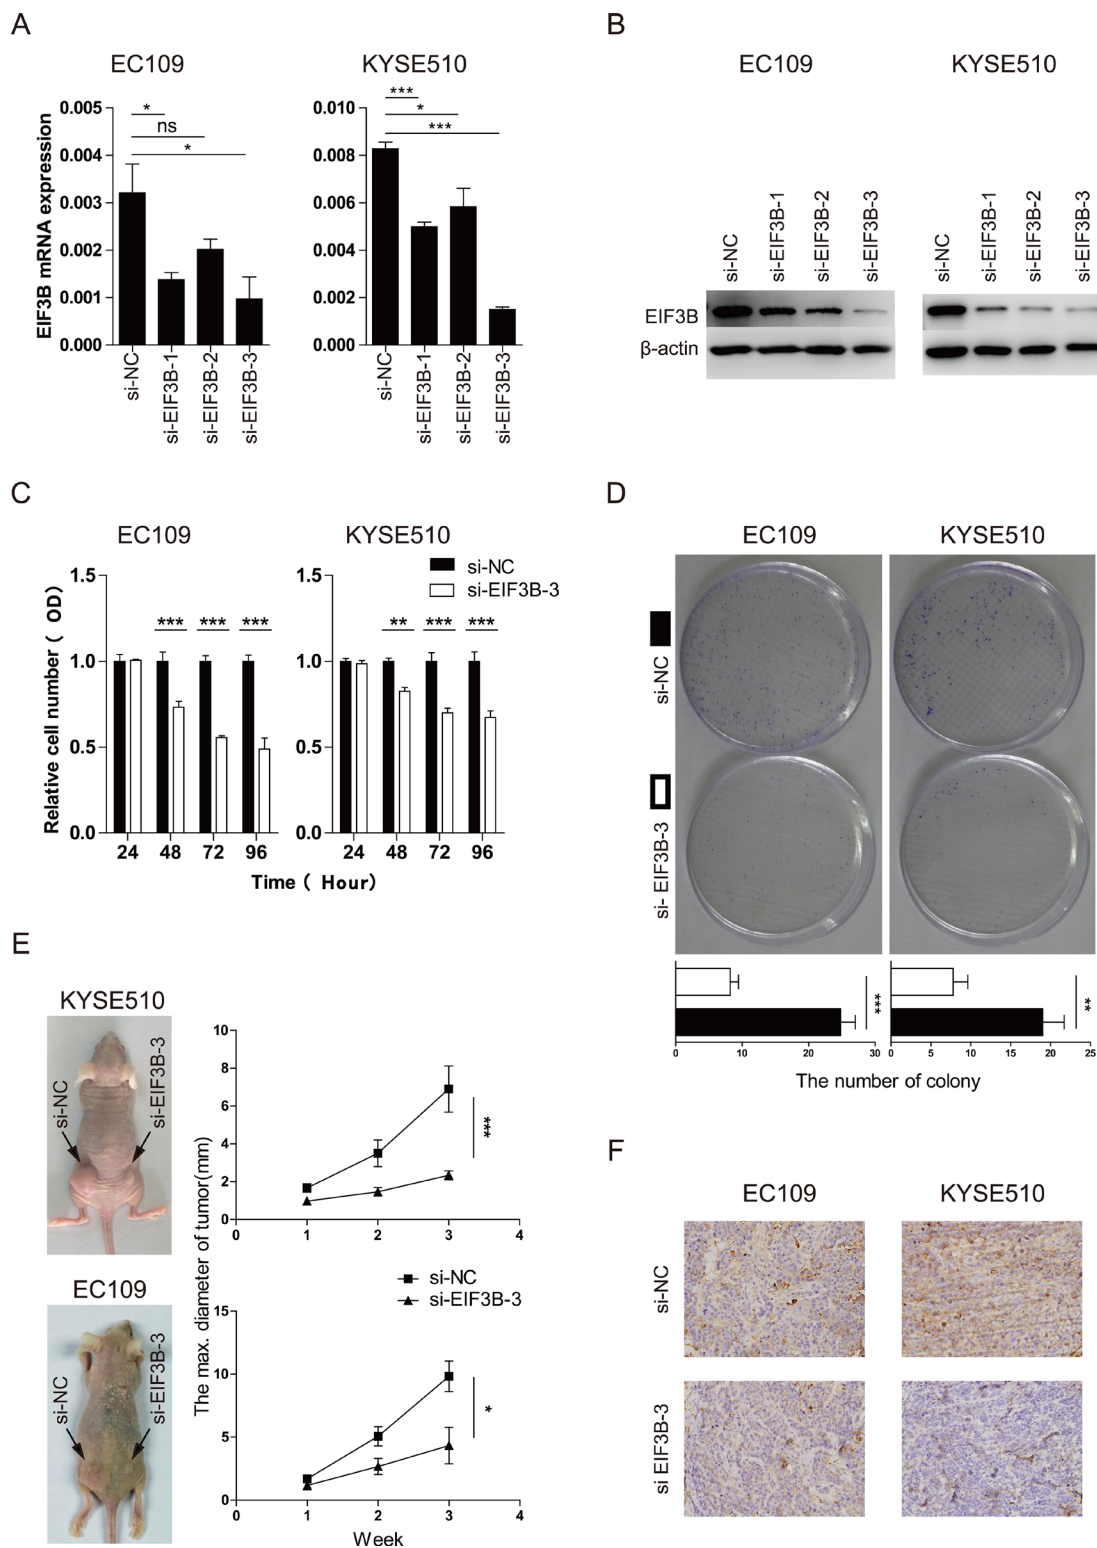 A
EC109
KYSE510
EIF3B mRNA expression
0.005
0.004
0.003
0.002
0.001
0.000
*
ns
*
si-NC
si-EIF3B-1
si-EIF3B-2
si-EIF3B-3
0.010
0.008
0.006
0.004
0.002
0.000
***
*
***
si-NC
si-EIF3B-1
si-EIF3B-2
si-EIF3B-3
B
EC109
KYSE510
si-NC
si-EIF3B-1
si-EIF3B-2
si-EIF3B-3
si-NC
si-EIF3B-1
si-EIF3B-2
si-EIF3B-3
EIF3B
β-actin
C
EC109
KYSE510
si-NC
si-EIF3B-3
Relative cell number ( OD)
1.5
1.0
0.5
0.0
*** *** ***
24 48 72 96
1.5
1.0
0.5
0.0
** *** ***
24 48 72 96
Time ( Hour)
D
EC109
KYSE510
si-NC
si- EIF3B-3
***
**
0 10 20 30
0 5 10 15 20 25
The number of colony
E
KYSE510
si-NC
si-EIF3B-3
EC109
si-NC
si-EIF3B-3
The max. diameter of tumor(mm)
10
8
6
4
2
0
***
0 1 2 3 4
si-NC
si-EIF3B-3
15
10
5
0
*
0 1 2 3 4
Week
F
EC109
KYSE510
si-NC
si EIF3B-3